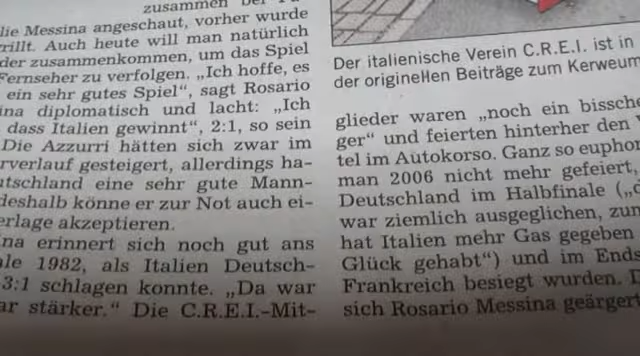 zusammen
lie Messina angeschaut, vorher wurde
rillt. Auch heute will man natürlich
der zusammenkommen, um das Spiel
Fernseher zu verfolgen. „Ich hoffe, es
ein sehr gutes Spiel“, sagt Rosario
ina diplomatisch und lacht: „Ich
dass Italien gewinnt“, 2:1, so sein
Die Azzurri hätten sich zwar im
rverlauf gesteigert, allerdings ha-
utschland eine sehr gute Mann-
deshalb könne er zur Not auch ei-
erlage akzeptieren.
ina erinnert sich noch gut ans
ale 1982, als Italien Deutsch-
3:1 schlagen konnte. „Da war
ar stärker.“ Die C.R.E.I.-Mit-
Der italienische Verein C.R.E.I. ist in
der originellen Beiträge zum Kerweum
glieder waren „noch ein bissche
ger“ und feierten hinterher den
tel im Autokorso. Ganz so euphor
man 2006 nicht mehr gefeiert,
Deutschland im Halbfinale („
war ziemlich ausgeglichen, zum
hat Italien mehr Gas gegeben
Glück gehabt“) und im Ends
Frankreich besiegt wurden. D
sich Rosario Messina geärgert